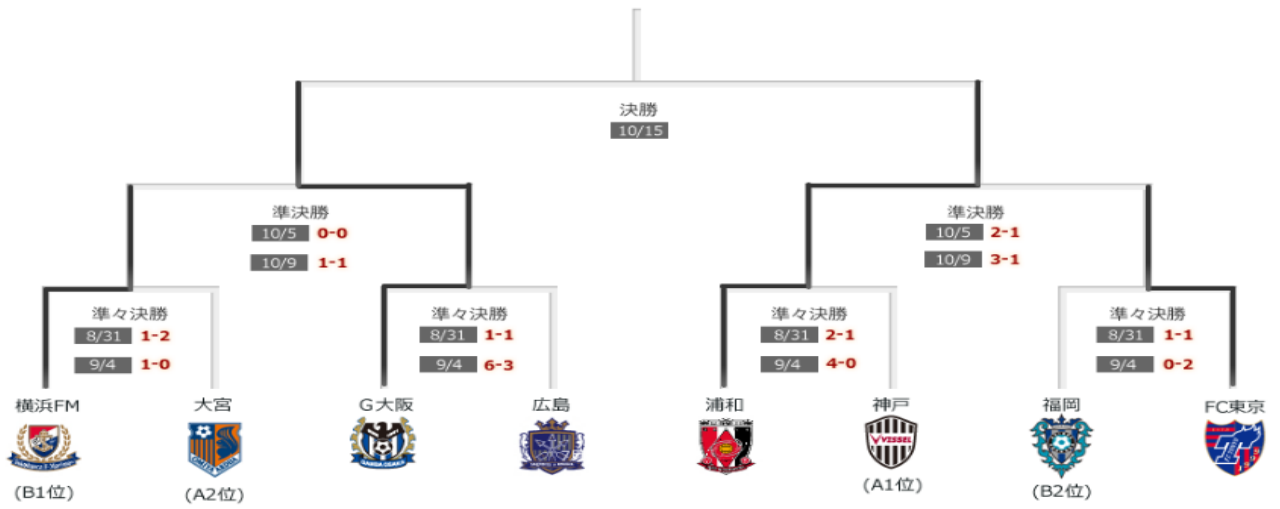 決勝
10/15
準決勝
10/5 0-0
10/9 1-1
準決勝
10/5 2-1
10/9 3-1
準々決勝
8/31 1-2
9/4 1-0
準々決勝
8/31 1-1
9/4 6-3
準々決勝
8/31 2-1
9/4 4-0
準々決勝
8/31 1-1
9/4 0-2
横浜FM
大宮
G大阪
広島
浦和
神戸
福岡
FC東京
VISSEL
(B1位)
(A2位)
(A1位)
(B2位)